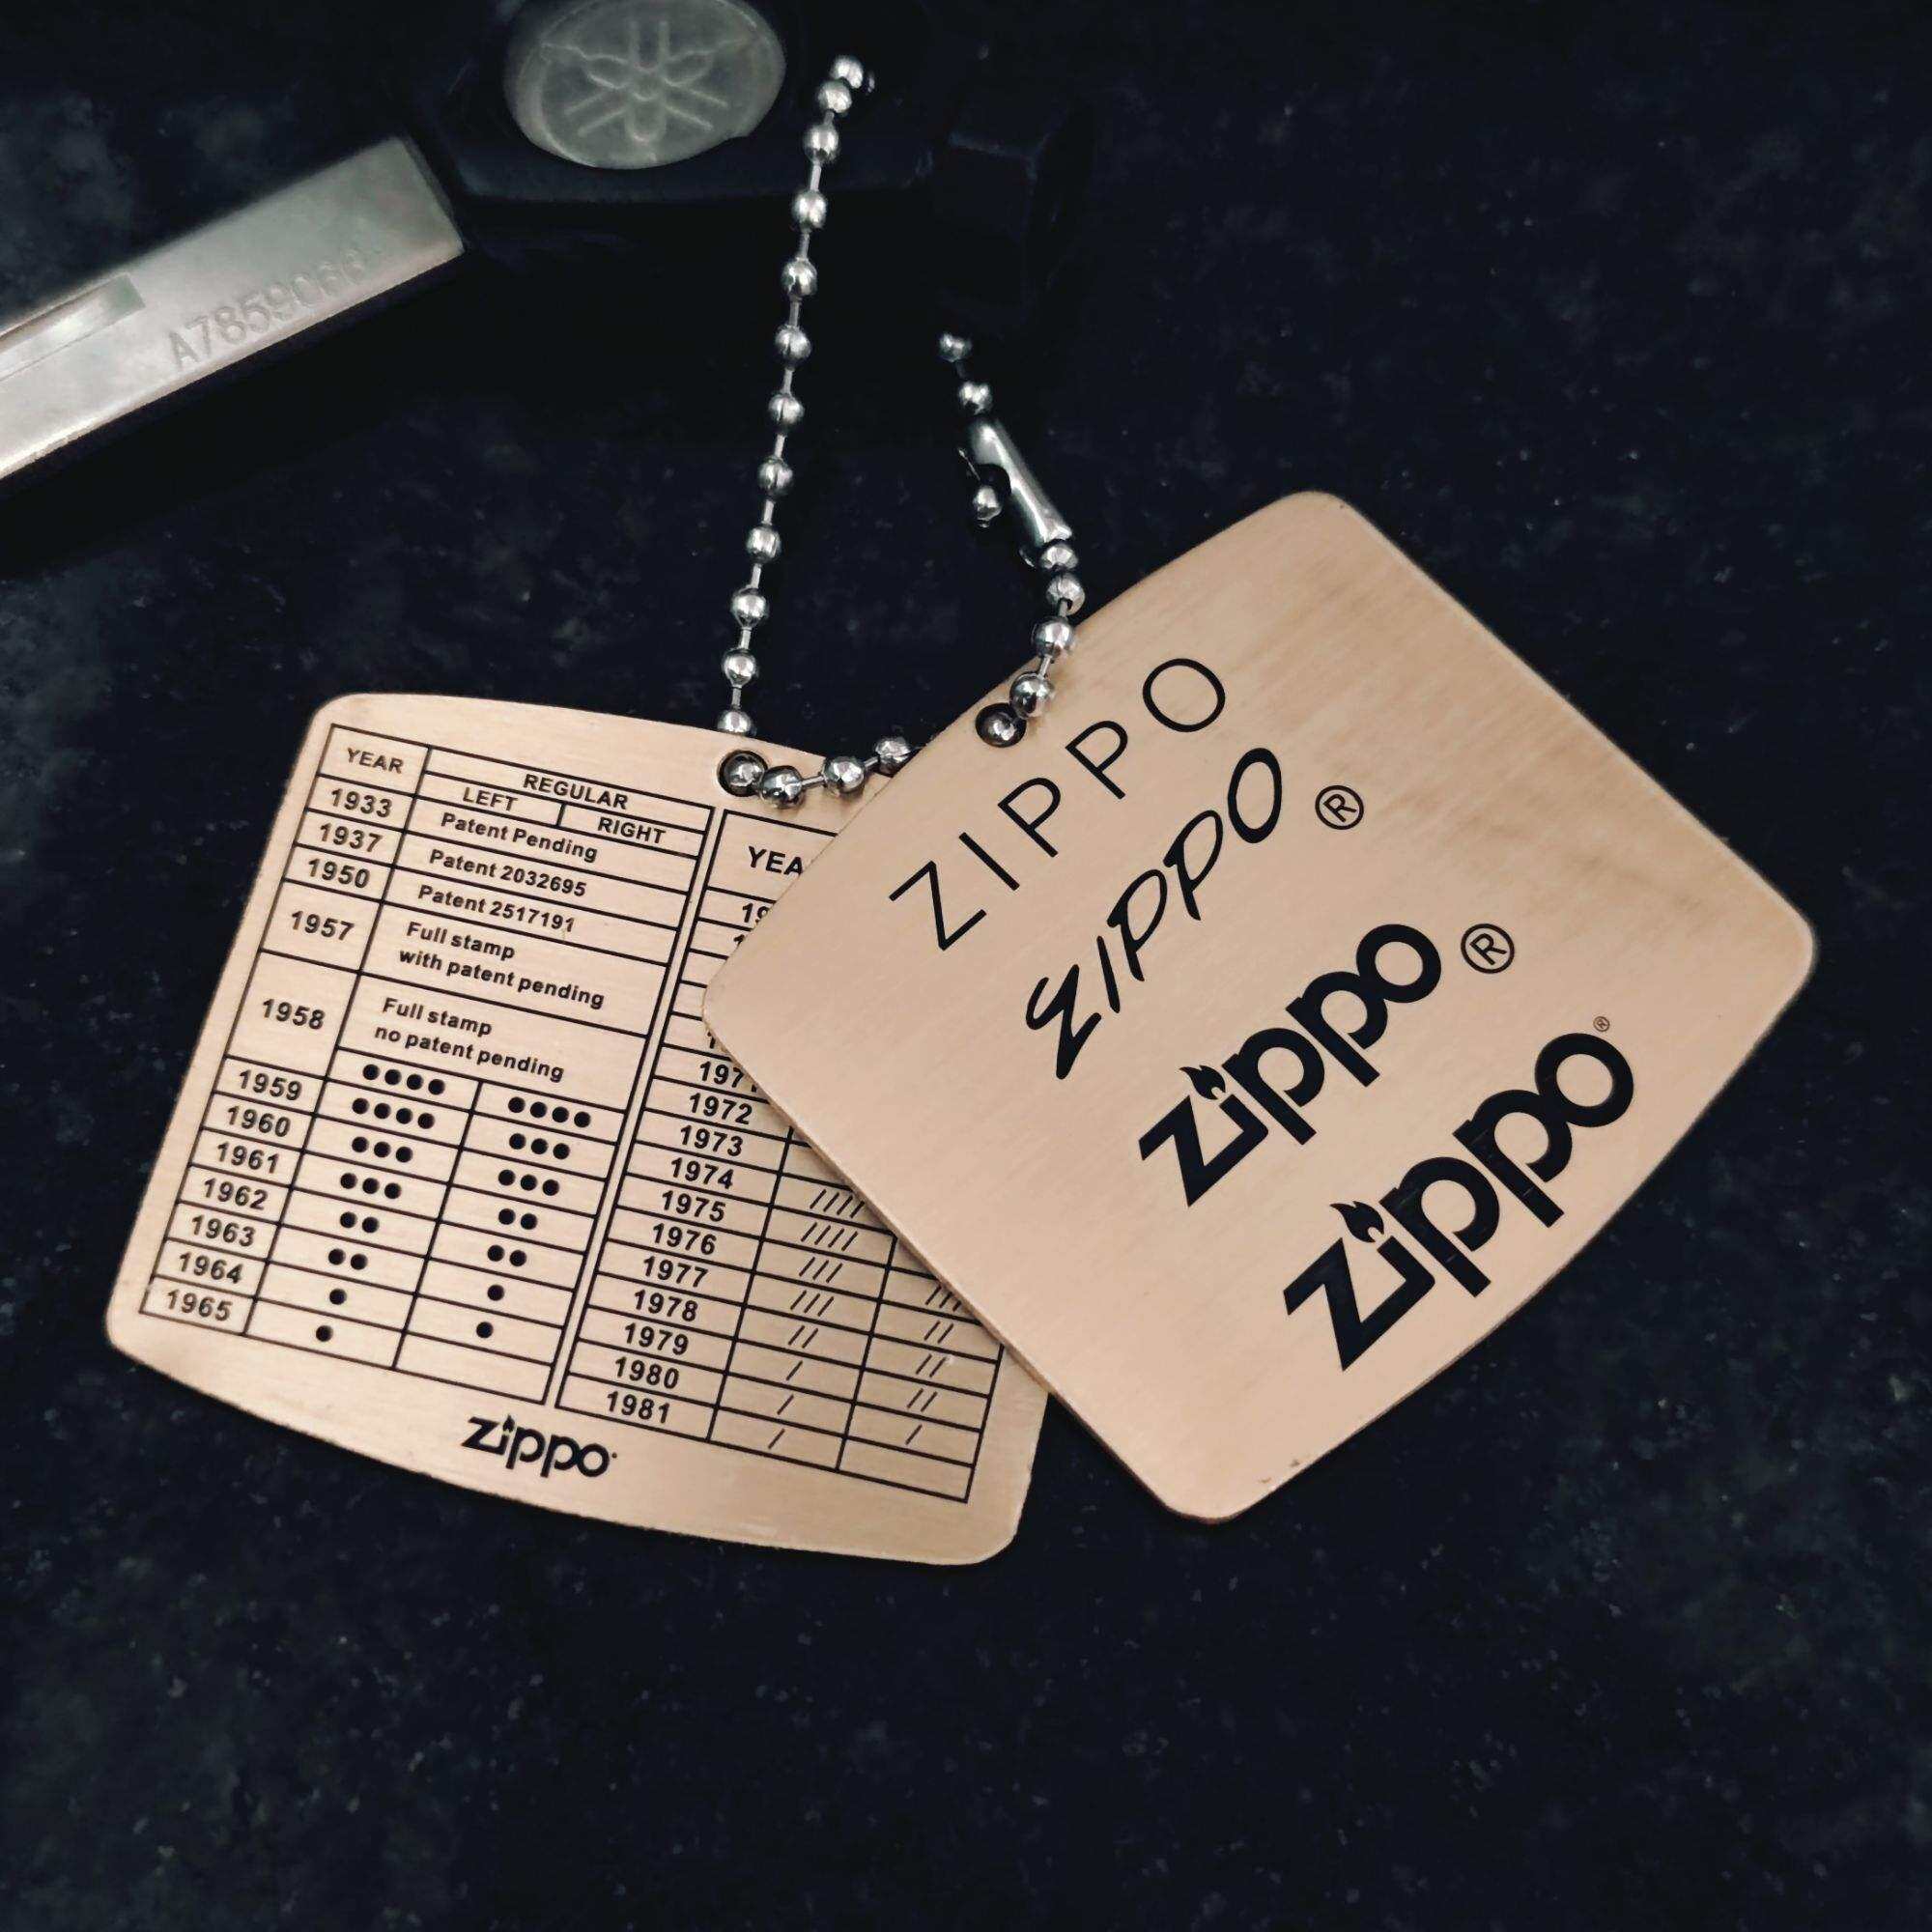 YEAR REGULAR
LEFT RIGHT
1933 Patent Pending
1937 Patent 2032695
1950 Patent 2517191
1957 Full stamp
with patent pending
1958 Full stamp
no patent pending
1959 •••• ••••
1960 •••• •••
1961 ••• •••
1962 ••• ••
1963 •• ••
1964 •• •
1965 • •
•
1972
1973
1974 ////
1975 ////
1976 ///
1977 /// ///
1978 // //
1979 / //
1980 / //
1981 / /
zippo
ZIPPO
ZIPPO ®
zippo ®
zippo ®